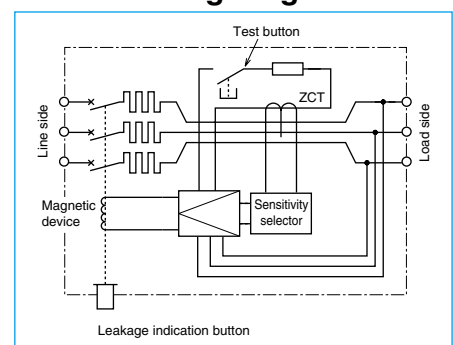 Test button
ZCT
Line side
Load side
Magnetic
device
Sensitivity
selector
Leakage indication button